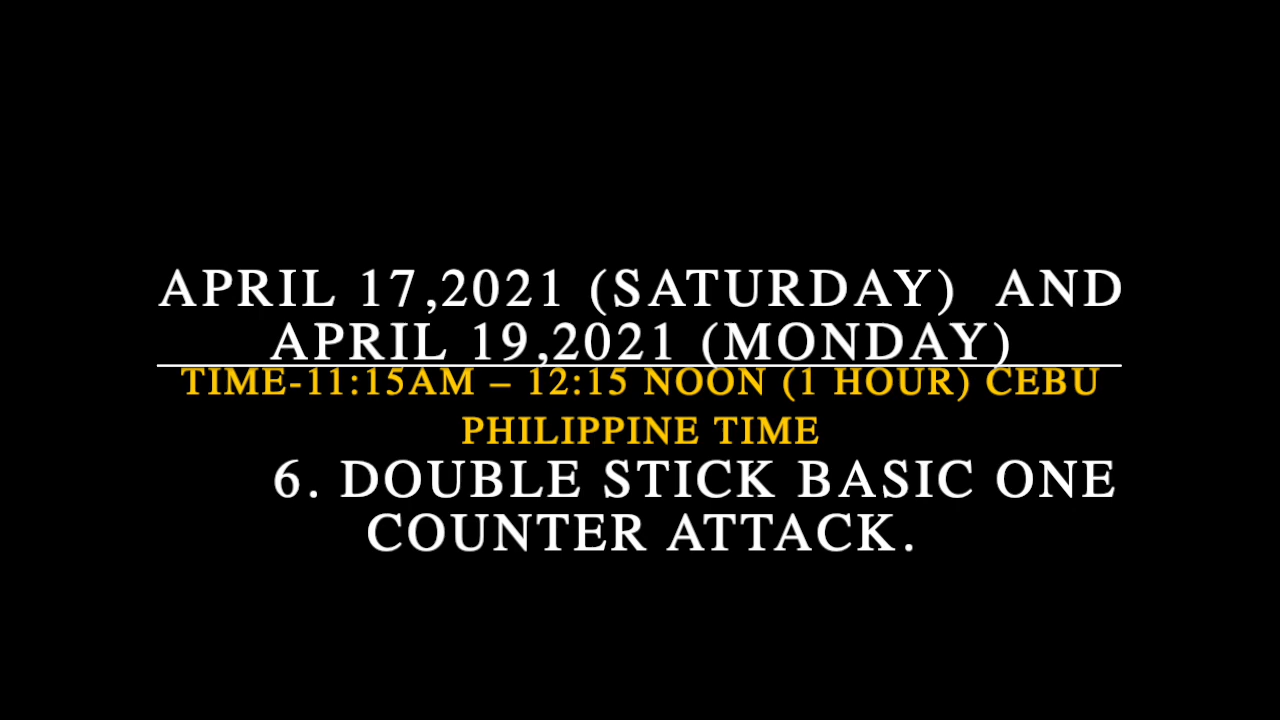 APRIL 17,2021 (SATURDAY)  AND
APRIL 19,2021 (MONDAY)
TIME-11:15AM – 12:15 NOON (1 HOUR) CEBU
PHILIPPINE TIME
6. DOUBLE STICK BASIC ONE
COUNTER ATTACK.